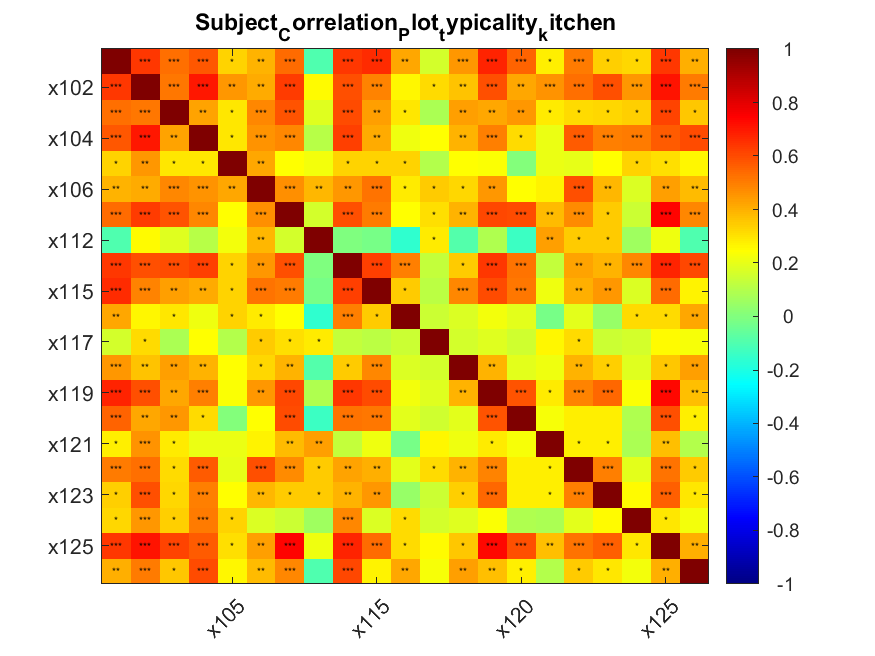 Subject_Correlation_Plot_typicality_kitchen
x102
x104
x106
x112
x115
x117
x119
x121
x123
x125
x105
x115
x120
x125
1
0.8
0.6
0.4
0.2
0
-0.2
-0.4
-0.6
-0.8
-1